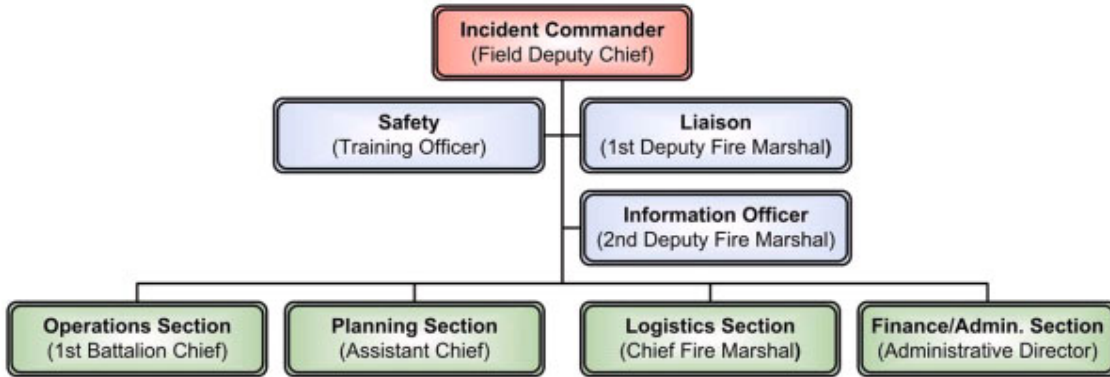 Incident Commander
(Field Deputy Chief)
Safety
(Training Officer)
Liaison
(1st Deputy Fire Marshal)
Information Officer
(2nd Deputy Fire Marshal)
Operations Section
(1st Battalion Chief)
Planning Section
(Assistant Chief)
Logistics Section
(Chief Fire Marshal)
Finance/Admin. Section
(Administrative Director)